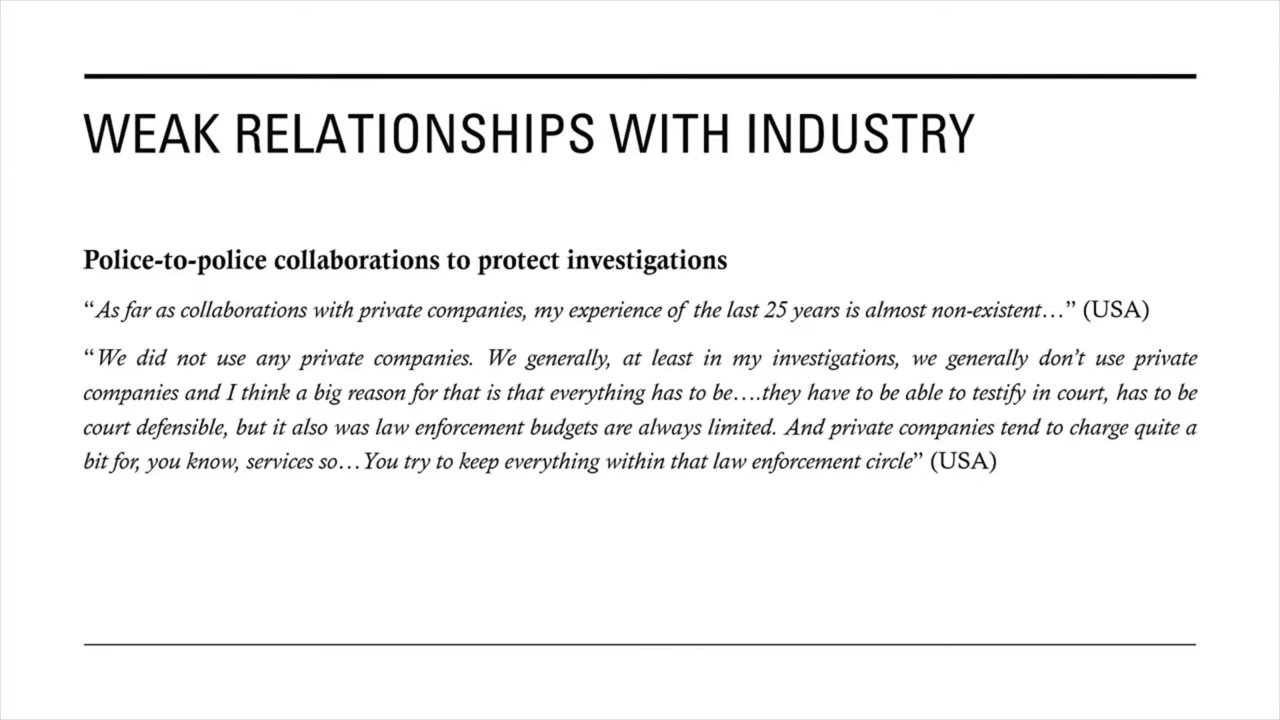 WEAK RELATIONSHIPS WITH INDUSTRY
Police-to-police collaborations to protect investigations
“As far as collaborations with private companies, my experience of the last 25 years is almost non-existent…” (USA)
“We did not use any private companies. We generally, at least in my investigations, we generally don’t use private
companies and I think a big reason for that is that everything has to be….they have to be able to testify in court, has to be
court defensible, but it also was law enforcement budgets are always limited. And private companies tend to charge quite a
bit for, you know, services so…You try to keep everything within that law enforcement circle” (USA)